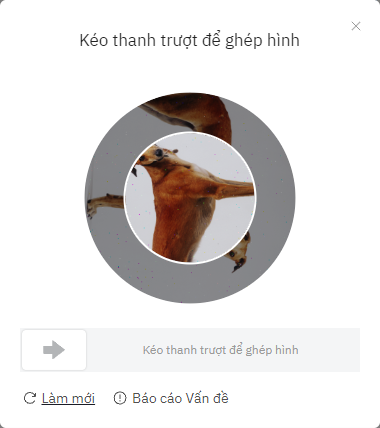 Kéo thanh trượt để ghép hình
Kéo thanh trượt để ghép hình
Làm mới
Báo cáo Vấn đề